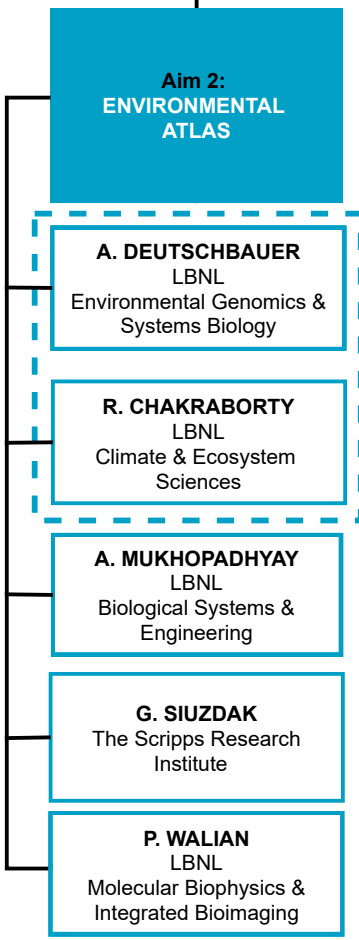 Aim 2:
ENVIRONMENTAL
ATLAS
A. DEUTSCHBAUER
LBNL
Environmental Genomics &
Systems Biology
R. CHAKRABORTY
LBNL
Climate & Ecosystem
Sciences
A. MUKHOPADHYAY
LBNL
Biological Systems &
Engineering
G. SIUZDAK
The Scripps Research
Institute
P. WALIAN
LBNL
Molecular Biophysics &
Integrated Bioimaging